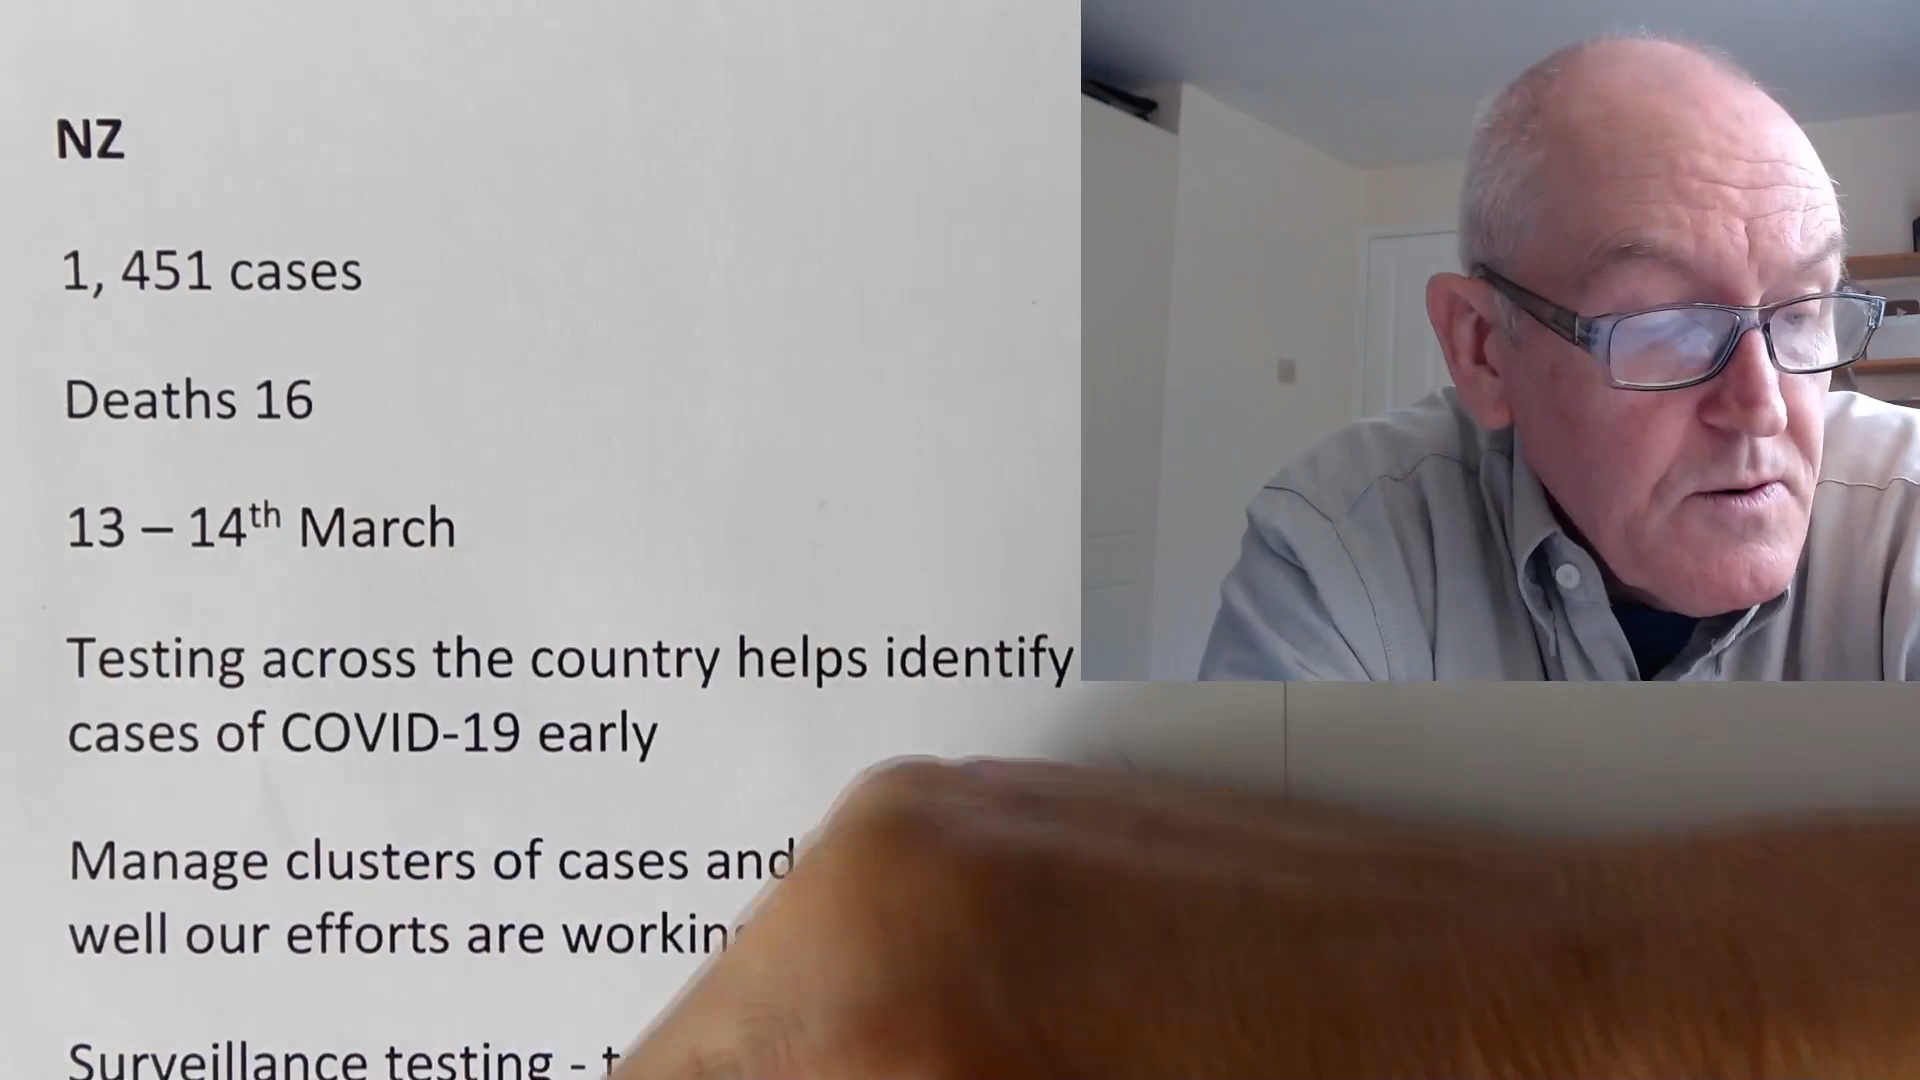 NZ
1, 451 cases
Deaths 16
13 – 14th March
Testing across the country helps identify
cases of COVID-19 early
Manage clusters of cases and
well our efforts are working
Surveillance testing -